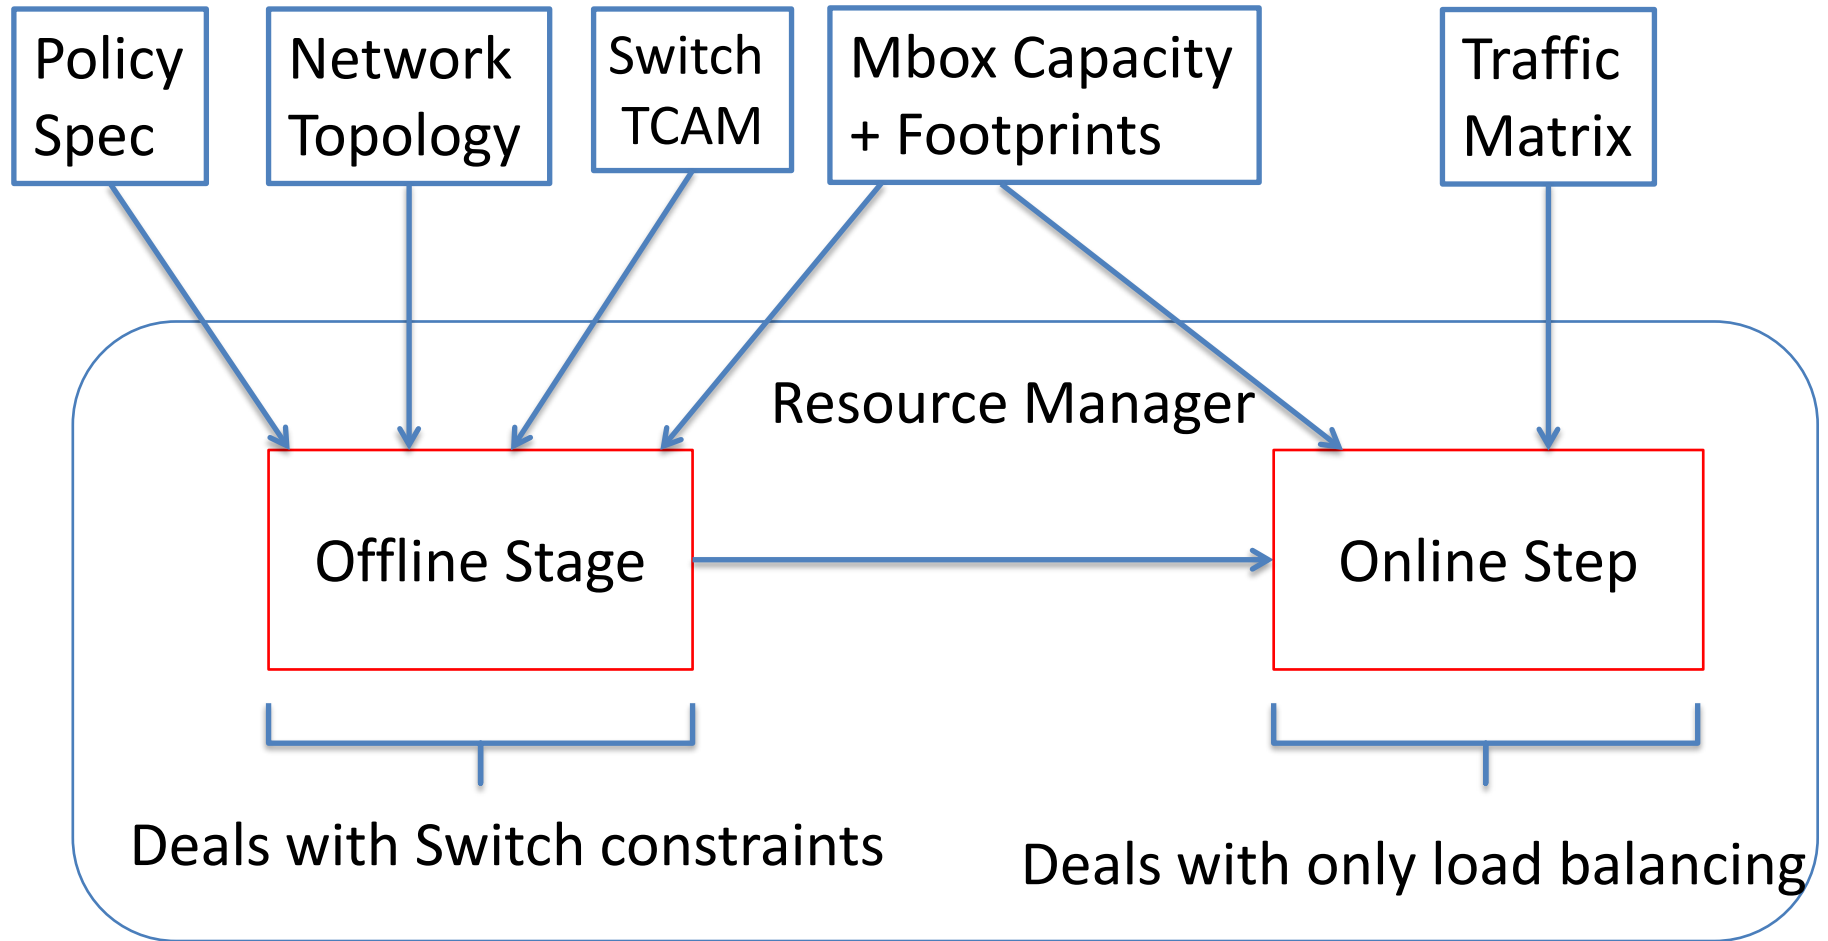 Policy
Spec
Network
Topology
Switch
TCAM
Mbox Capacity
+ Footprints
Traffic
Matrix
Resource Manager
Offline Stage
Online Step
Deals with Switch constraints
Deals with only load balancing